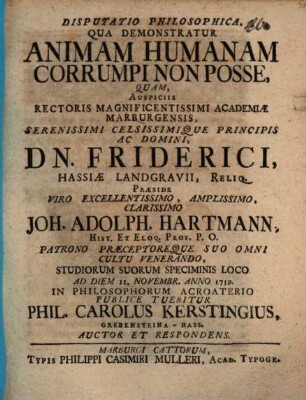 DISPUTATIO PHILOSOPHICA,
QUA DEMONSTRATUR
ANIMAM HUMANAM
CORRUMPI NON POSSE,
QUAM,
AUSPICIIS
RECTORIS MAGNIFICENTISSIMI ACADEMIÆ
MARBURGENSIS,
SERENISSIMI CELSISSIMIQUE PRINCIPIS
AC DOMINI,
DN. FRIDERICI,
HASSIÆ LANDGRAVII, RELIQ.
PRÆSIDE
VIRO EXCELLENTISSIMO, AMPLISSIMO,
CLARISSIMO
JOH. ADOLPH. HARTMANN,
HIST. ET ELOQ. PROF. P. O.
PATRONO PRÆCEPTOREQUE SUO OMNI
CULTU VENERANDO,
STUDIORUM SUORUM SPECIMINIS LOCO
AD DIEM 12. NOVEMBR. ANNO 1739.
IN PHILOSOPHORUM ACROATERIO
PUBLICE TUEBITUR
PHIL. CAROLUS KERSTINGIUS,
GREBENSTEINA-HASS.
AUCTOR ET RESPONDENS.
MARBURGI CATTORUM,
TYPIS PHILIPPI CASIMIRI MULLERI, ACAD. TYPOGR.